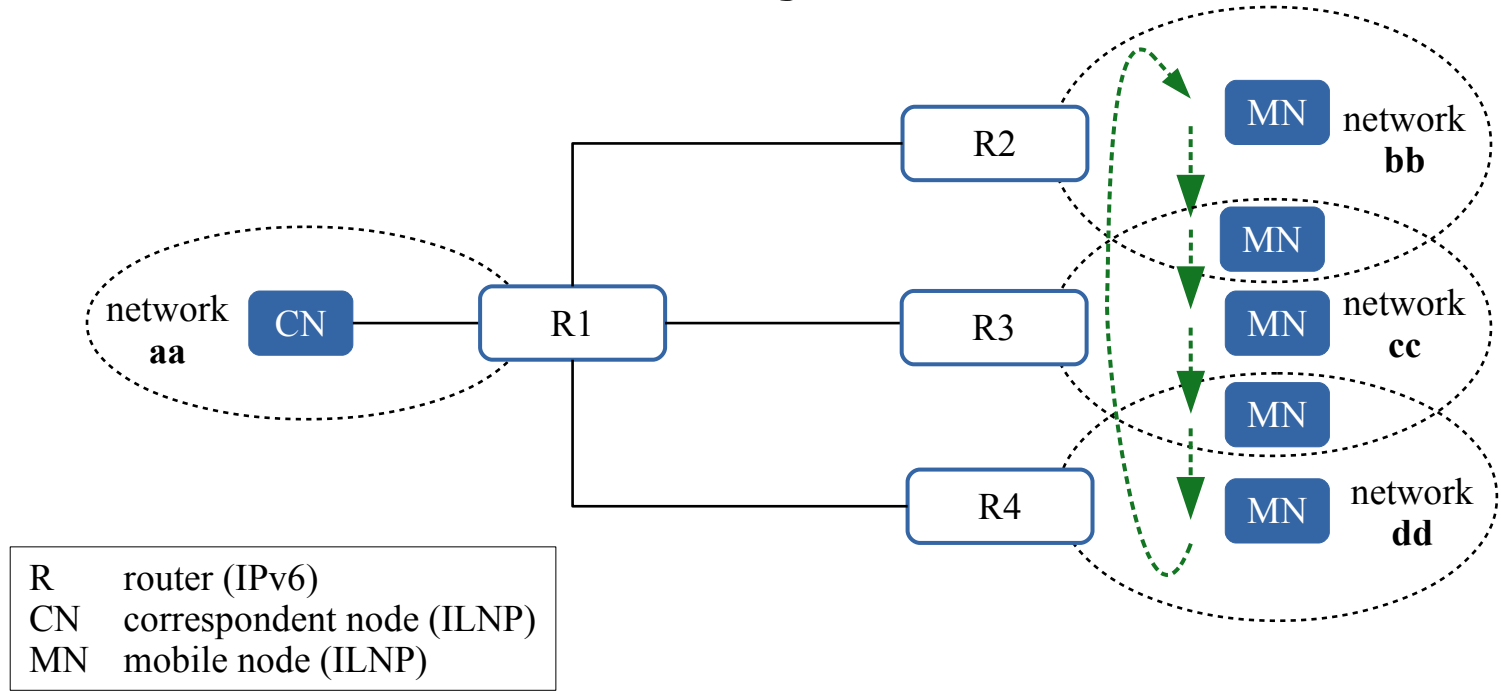 R2
MN
network
bb
MN
network
aa
CN
R1
R3
MN
network
cc
MN
R4
MN
network
dd
R router (IPv6)
CN correspondent node (ILNP)
MN mobile node (ILNP)